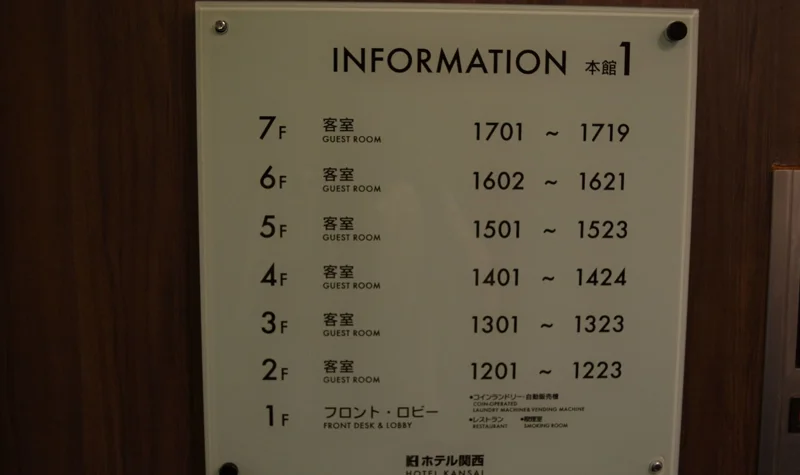 INFORMATION 本館1
7F 客室 1701 ~ 1719
GUEST ROOM
6F 客室 1602 ~ 1621
GUEST ROOM
5F 客室 1501 ~ 1523
GUEST ROOM
4F 客室 1401 ~ 1424
GUEST ROOM
3F 客室 1301 ~ 1323
GUEST ROOM
2F 客室 1201 ~ 1223
GUEST ROOM
1F フロント・ロビー
FRONT DESK & LOBBY
●コインランドリー・自動販売機
COIN-OPERATED
LAUNDRY MACHINE&VENDING MACHINE
●レストラン ●喫煙室
RESTAURANT SMOKING ROOM
ホテル関西
HOTEL KANSAI